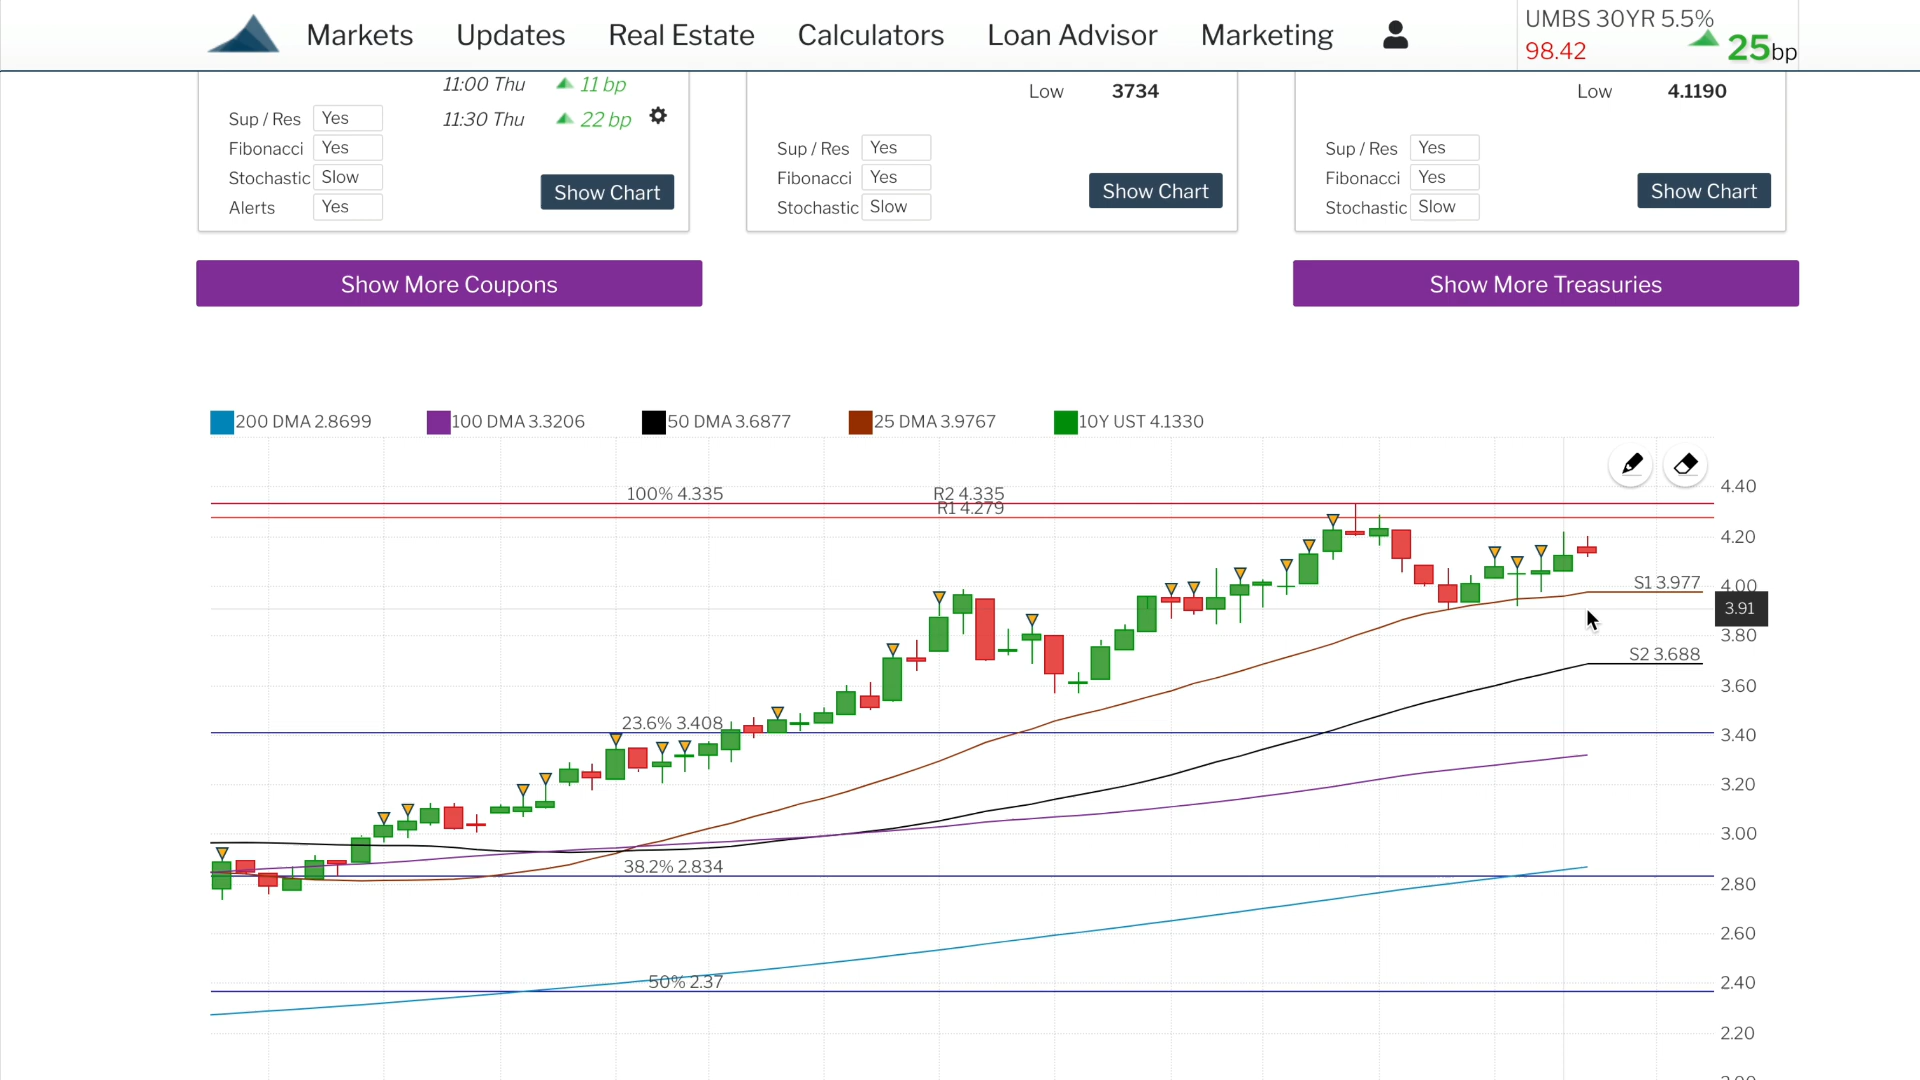 Markets Updates Real Estate Calculators Loan Advisor Marketing
UMBS 30YR 5.5%
98.42 25bp
11:00 Thu 11 bp
Sup / Res Yes 11:30 Thu 22 bp
Fibonacci Yes
Stochastic Slow
Alerts Yes
Show Chart
Low 3734
Sup / Res Yes
Fibonacci Yes
Stochastic Slow
Show Chart
Low 4.1190
Sup / Res Yes
Fibonacci Yes
Stochastic Slow
Show Chart
Show More Coupons
Show More Treasuries
200 DMA 2.8699 100 DMA 3.3206 50 DMA 3.6877 25 DMA 3.9767 10Y UST 4.1330
100% 4.335 R2 4.335
R1 4.279
S1 3.977
S2 3.688
23.6% 3.408
38.2% 2.834
50% 2.37
4.40
4.20
4.00
3.91
3.80
3.60
3.40
3.20
3.00
2.80
2.60
2.40
2.20